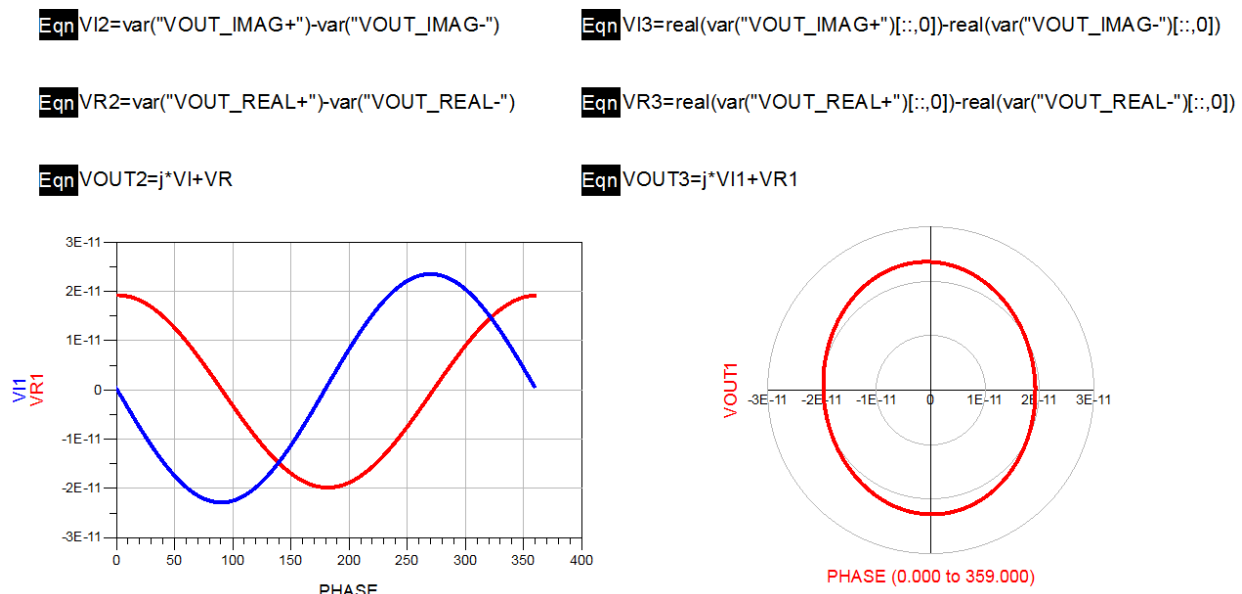 Eqn VI2=var("VOUT_IMAG+")-var("VOUT_IMAG-")
Eqn VI3=real(var("VOUT_IMAG+")[::,0])-real(var("VOUT_IMAG-")[::,0])
Eqn VR2=var("VOUT_REAL+")-var("VOUT_REAL-")
Eqn VR3=real(var("VOUT_REAL+")[::,0])-real(var("VOUT_REAL-")[::,0])
Eqn VOUT2=j*VI+VR
Eqn VOUT3=j*VI1+VR1
3E-11
2E-11
1E-11
0
-1E-11
-2E-11
-3E-11
VI1
VR1
0 50 100 150 200 250 300 350 400
PHASE
VOUT1
-3E-11 -2E-11 -1E-11 0 1E-11 2E-11 3E-11
PHASE (0.000 to 359.000)